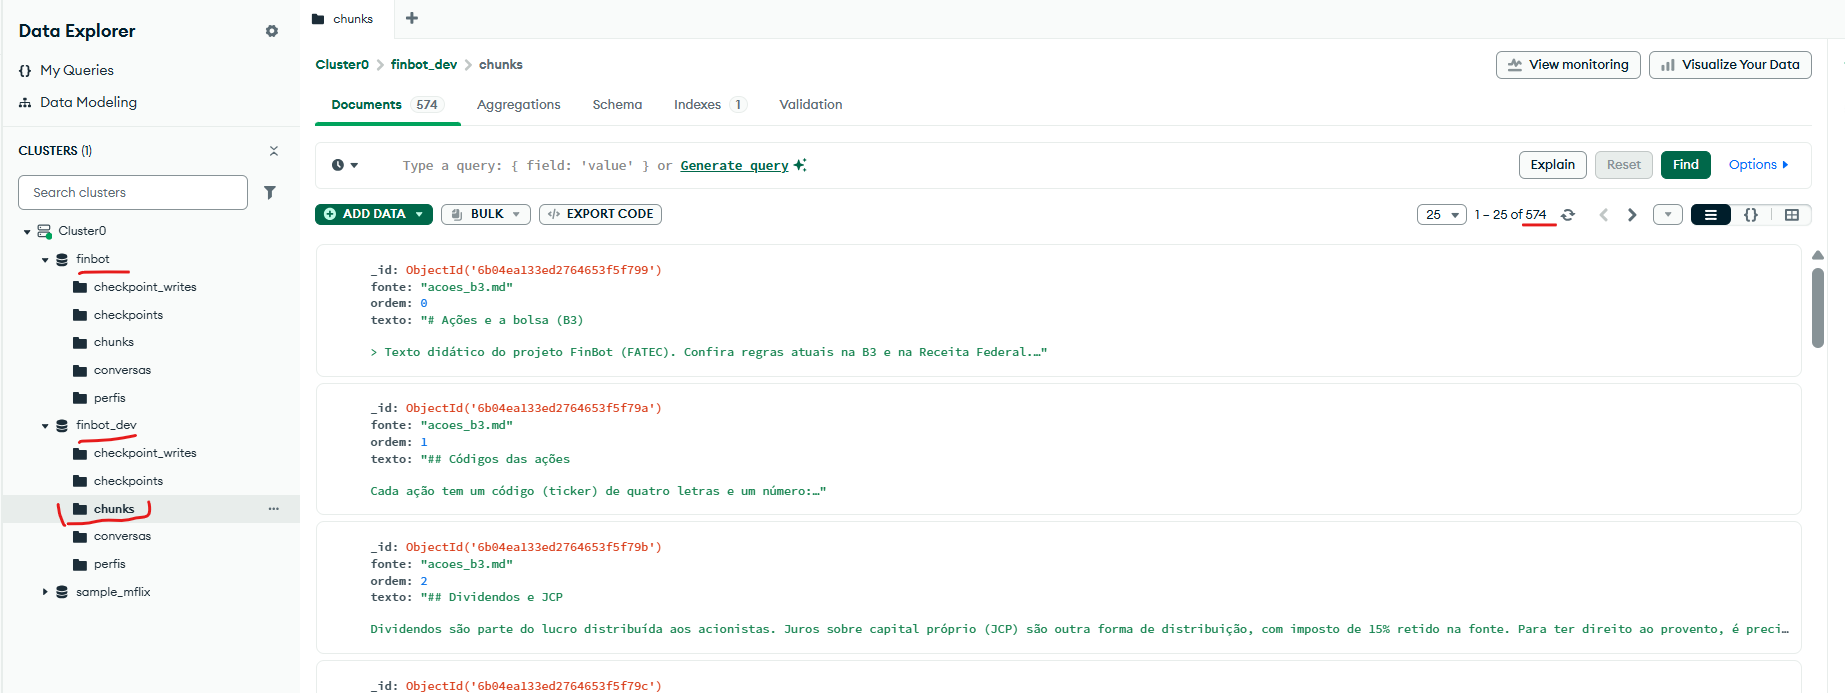 Data Explorer
My Queries
Data Modeling
CLUSTERS (1)
Search clusters
Cluster0
finbot
checkpoint_writes
checkpoints
chunks
conversas
perfis
finbot_dev
checkpoint_writes
checkpoints
chunks
conversas
perfis
sample_mflix
chunks
Cluster0 > finbot_dev > chunks
View monitoring
Visualize Your Data
Documents 574 Aggregations Schema Indexes 1 Validation
Type a query: { field: 'value' } or Generate query
Explain Reset Find Options
ADD DATA BULK EXPORT CODE
25 1 – 25 of 574
_id: ObjectId('6b04ea133ed2764653f5f799')
fonte: "acoes_b3.md"
ordem: 0
texto: "# Ações e a bolsa (B3)
> Texto didático do projeto FinBot (FATEC). Confira regras atuais na B3 e na Receita Federal.…"
_id: ObjectId('6b04ea133ed2764653f5f79a')
fonte: "acoes_b3.md"
ordem: 1
texto: "## Códigos das ações
Cada ação tem um código (ticker) de quatro letras e um número:…"
_id: ObjectId('6b04ea133ed2764653f5f79b')
fonte: "acoes_b3.md"
ordem: 2
texto: "## Dividendos e JCP
Dividendos são parte do lucro distribuída aos acionistas. Juros sobre capital próprio (JCP) são outra forma de distribuição, com imposto de 15% retido na fonte. Para ter direito ao provento, é preci…
_id: ObjectId('6b04ea133ed2764653f5f79c')